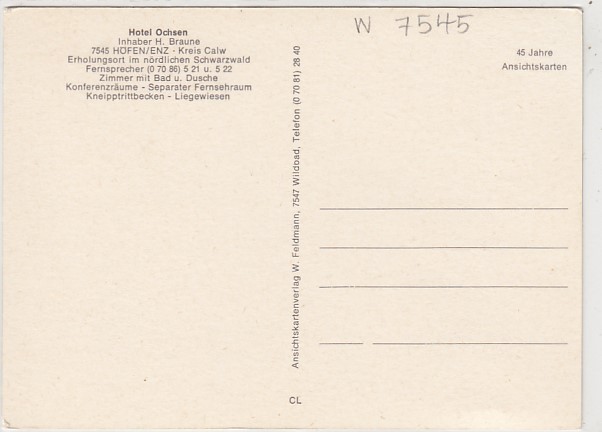 Hotel Ochsen
Inhaber H. Braune
7545 HÖFEN/ENZ · Kreis Calw
Erholungsort im nördlichen Schwarzwald
Fernsprecher (0 70 86) 5 21 u. 5 22
Zimmer mit Bad u. Dusche
Konferenzräume - Separater Fernsehraum
Kneipptrittbecken - Liegewiesen
W 7545
45 Jahre
Ansichtskarten
Ansichtskartenverlag W. Feldmann, 7547 Wildbad, Telefon (0 70 81) 28 40
CL